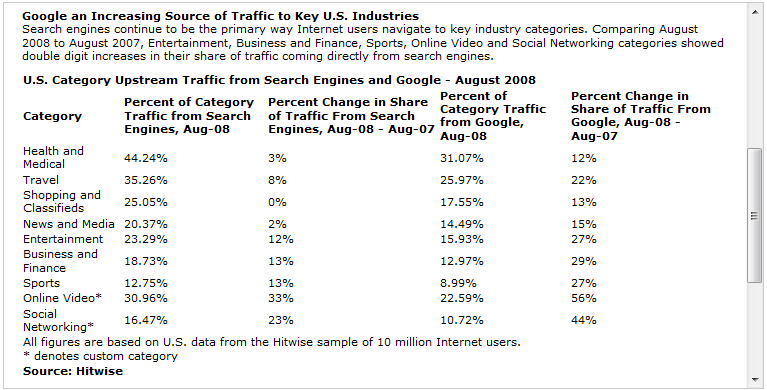 Google an Increasing Source of Traffic to Key U.S. Industries
Search engines continue to be the primary way Internet users navigate to key industry categories. Comparing August
2008 to August 2007, Entertainment, Business and Finance, Sports, Online Video and Social Networking categories showed
double digit increases in their share of traffic coming directly from search engines.
U.S. Category Upstream Traffic from Search Engines and Google - August 2008
Category
Percent of Category
Traffic from Search
Engines, Aug-08
Percent Change in Share
of Traffic From Search
Engines, Aug-08 - Aug-07
Percent of
Category Traffic
from Google,
Aug-08
Percent Change in
Share of Traffic From
Google, Aug-08 -
Aug-07
Health and
Medical
44.24% 3% 31.07% 12%
Travel 35.26% 8% 25.97% 22%
Shopping and
Classifieds
25.05% 0% 17.55% 13%
News and Media 20.37% 2% 14.49% 15%
Entertainment 23.29% 12% 15.93% 27%
Business and
Finance
18.73% 13% 12.97% 29%
Sports 12.75% 13% 8.99% 27%
Online Video* 30.96% 33% 22.59% 56%
Social
Networking*
16.47% 23% 10.72% 44%
All figures are based on U.S. data from the Hitwise sample of 10 million Internet users.
* denotes custom category
Source: Hitwise